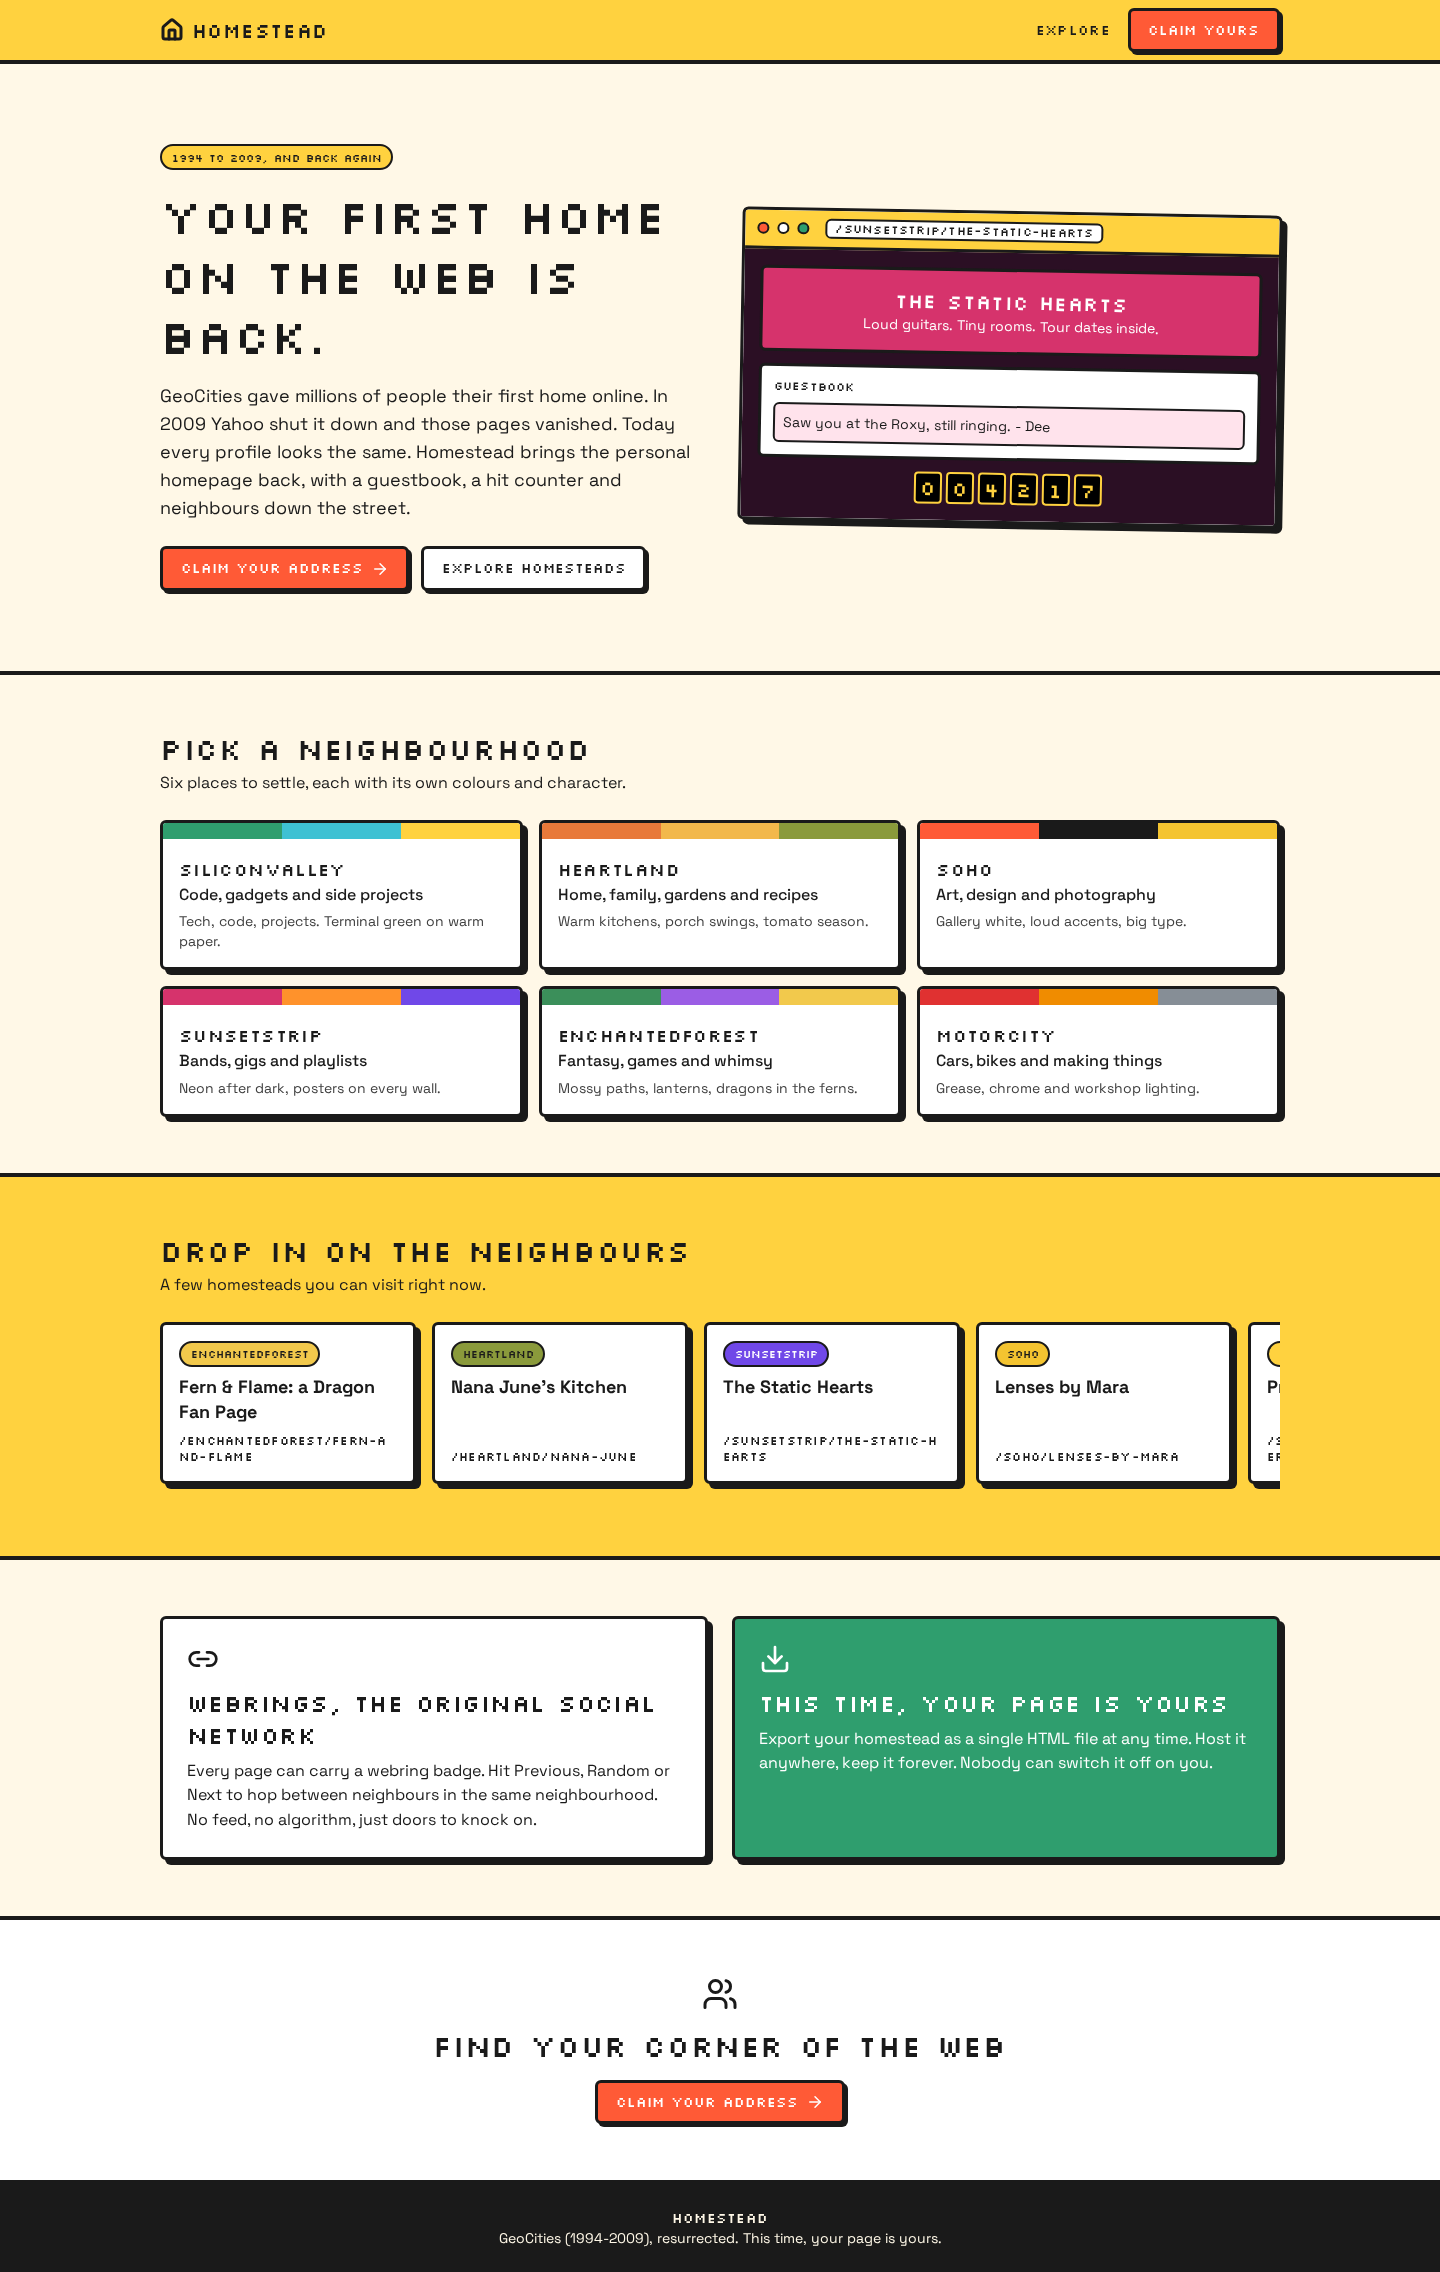 HOMESTEAD
EXPLORE
CLAIM YOURS
1994 TO 2009, AND BACK AGAIN
YOUR FIRST HOME
ON THE WEB IS
BACK.
GeoCities gave millions of people their first home online. In
2009 Yahoo shut it down and those pages vanished. Today
every profile looks the same. Homestead brings the personal
homepage back, with a guestbook, a hit counter and
neighbours down the street.
CLAIM YOUR ADDRESS →
EXPLORE HOMESTEADS
/SUNSETSTRIP/THE-STATIC-HEARTS
THE STATIC HEARTS
Loud guitars. Tiny rooms. Tour dates inside.
GUESTBOOK
Saw you at the Roxy, still ringing. - Dee
004217
PICK A NEIGHBOURHOOD
Six places to settle, each with its own colours and character.
SILICONVALLEY
Code, gadgets and side projects
Tech, code, projects. Terminal green on warm
paper.
HEARTLAND
Home, family, gardens and recipes
Warm kitchens, porch swings, tomato season.
SOHO
Art, design and photography
Gallery white, loud accents, big type.
SUNSETSTRIP
Bands, gigs and playlists
Neon after dark, posters on every wall.
ENCHANTEDFOREST
Fantasy, games and whimsy
Mossy paths, lanterns, dragons in the ferns.
MOTORCITY
Cars, bikes and making things
Grease, chrome and workshop lighting.
DROP IN ON THE NEIGHBOURS
A few homesteads you can visit right now.
ENCHANTEDFOREST
Fern & Flame: a Dragon
Fan Page
/ENCHANTEDFOREST/FERN-A
ND-FLAME
HEARTLAND
Nana June's Kitchen
/HEARTLAND/NANA-JUNE
SUNSETSTRIP
The Static Hearts
/SUNSETSTRIP/THE-STATIC-H
EARTS
SOHO
Lenses by Mara
/SOHO/LENSES-BY-MARA
WEBRINGS, THE ORIGINAL SOCIAL
NETWORK
Every page can carry a webring badge. Hit Previous, Random or
Next to hop between neighbours in the same neighbourhood.
No feed, no algorithm, just doors to knock on.
THIS TIME, YOUR PAGE IS YOURS
Export your homestead as a single HTML file at any time. Host it
anywhere, keep it forever. Nobody can switch it off on you.
FIND YOUR CORNER OF THE WEB
CLAIM YOUR ADDRESS →
HOMESTEAD
GeoCities (1994-2009), resurrected. This time, your page is yours.